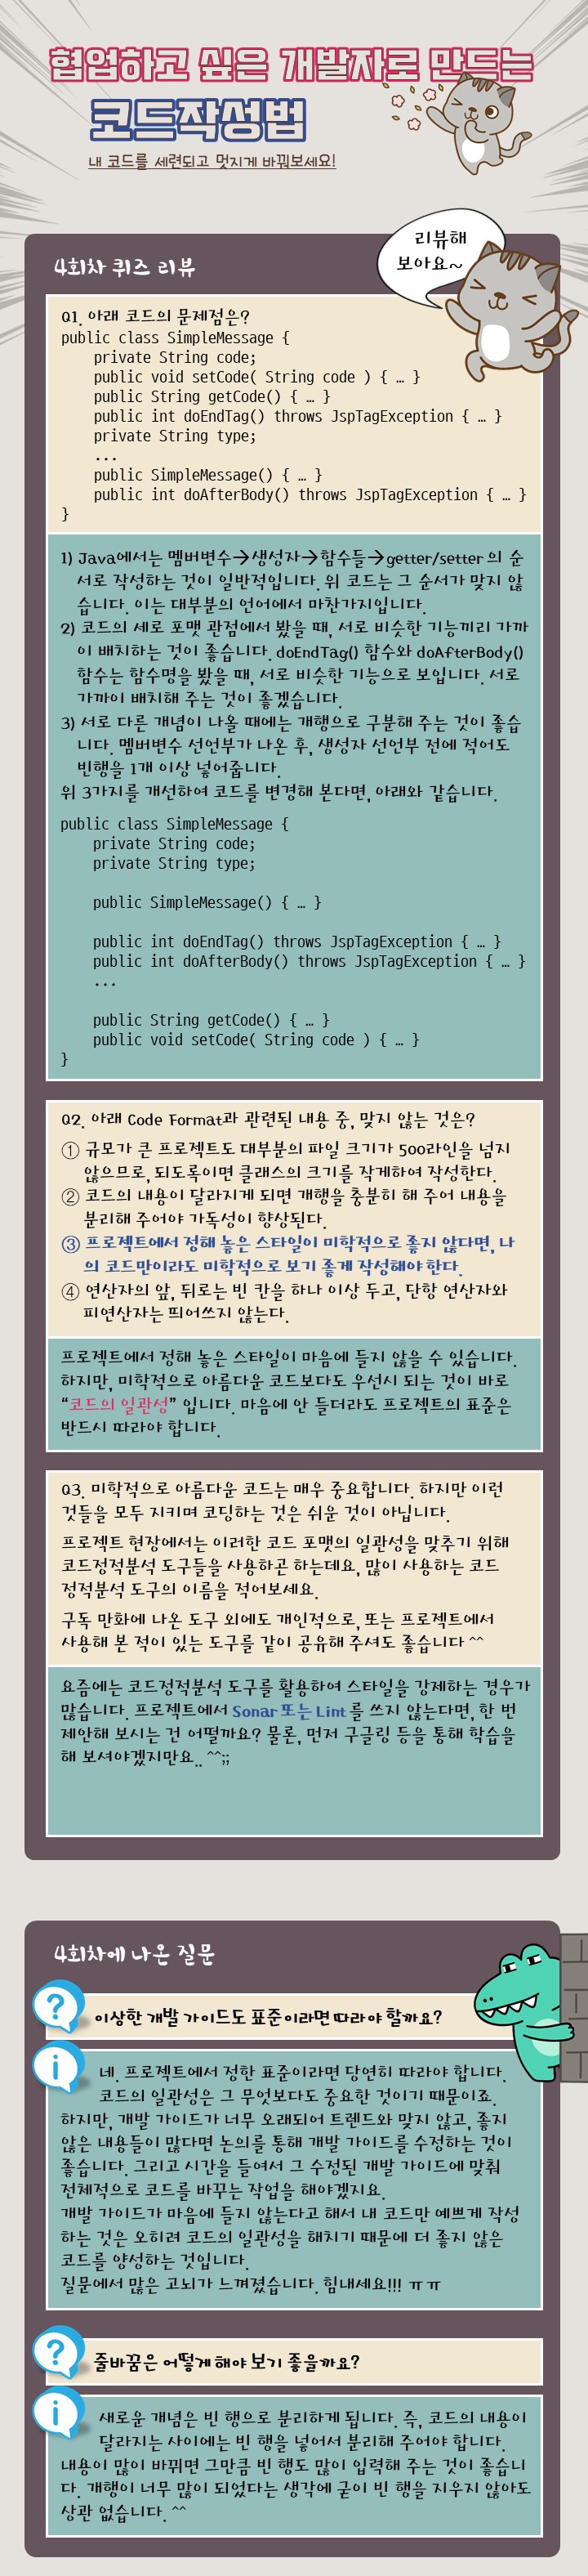 협업하고 싶은 개발자로 만드는
코드작성법
내 코드를 세련되고 멋지게 바꿔보세요!
리뷰해
보아요~
4회차 퀴즈 리뷰
Q1. 아래 코드의 문제점은?
public class SimpleMessage {
    private String code;
    public void setCode( String code ) { … }
    public String getCode() { … }
    public int doEndTag() throws JspTagException { … }
    private String type;
    ...
    public SimpleMessage() { … }
    public int doAfterBody() throws JspTagException { … }
}
1) Java에서는 멤버변수→생성자→함수들→getter/setter 의 순
서로 작성하는 것이 일반적입니다. 위 코드는 그 순서가 맞지 않
습니다. 이는 대부분의 언어에서 마찬가지입니다.
2) 코드의 세로 포맷 관점에서 봤을 때, 서로 비슷한 기능끼리 가까
이 배치하는 것이 좋습니다. doEndTag() 함수와 doAfterBody()
함수는 함수명을 봤을 때, 서로 비슷한 기능으로 보입니다. 서로
가까이 배치해 주는 것이 좋겠습니다.
3) 서로 다른 개념이 나올 때에는 개행으로 구분해 주는 것이 좋습
니다. 멤버변수 선언부가 나온 후, 생성자 선언부 전에 적어도
빈행을 1개 이상 넣어줍니다.
위 3가지를 개선하여 코드를 변경해 본다면, 아래와 같습니다.
public class SimpleMessage {
    private String code;
    private String type;
    public SimpleMessage() { … }
    public int doEndTag() throws JspTagException { … }
    public int doAfterBody() throws JspTagException { … }
    ...
    public String getCode() { … }
    public void setCode( String code ) { … }
}
Q2. 아래 Code Format과 관련된 내용 중, 맞지 않는 것은?
① 규모가 큰 프로젝트도 대부분의 파일 크기가 500라인을 넘지
않으므로, 되도록이면 클래스의 크기를 작게하여 작성한다.
② 코드의 내용이 달라지게 되면 개행을 충분히 해 주어 내용을
분리해 주어야 가독성이 향상된다.
③ 프로젝트에서 정해 놓은 스타일이 미학적으로 좋지 않다면, 나
의 코드만이라도 미학적으로 보기 좋게 작성해야 한다.
④ 연산자의 앞, 뒤로는 빈 칸을 하나 이상 두고, 단항 연산자와
피연산자는 띄어쓰지 않는다.
프로젝트에서 정해 놓은 스타일이 마음에 들지 않을 수 있습니다.
하지만, 미학적으로 아름다운 코드보다도 우선시 되는 것이 바로
“코드의 일관성” 입니다. 마음에 안 들더라도 프로젝트의 표준은
반드시 따라야 합니다.
Q3. 미학적으로 아름다운 코드는 매우 중요합니다. 하지만 이런
것들을 모두 지키며 코딩하는 것은 쉬운 것이 아닙니다.
프로젝트 현장에서는 이러한 코드 포맷의 일관성을 맞추기 위해
코드정적분석 도구들을 사용하곤 하는데요, 많이 사용하는 코드
정적분석 도구의 이름을 적어보세요.
구독 만화에 나온 도구 외에도 개인적으로, 또는 프로젝트에서
사용해 본 적이 있는 도구를 같이 공유해 주셔도 좋습니다 ^^
요즘에는 코드정적분석 도구를 활용하여 스타일을 강제하는 경우가
많습니다. 프로젝트에서 Sonar 또는 Lint 를 쓰지 않는다면, 한 번
제안해 보시는 건 어떨까요? 물론, 먼저 구글링 등을 통해 학습을
해 보셔야겠지만요.. ^^;;
4회차에 나온 질문
?
이상한 개발 가이드도 표준이라면 따라야 할까요?
i
네. 프로젝트에서 정한 표준이라면 당연히 따라야 합니다.
코드의 일관성은 그 무엇보다도 중요한 것이기 때문이죠.
하지만, 개발 가이드가 너무 오래되어 트렌드와 맞지 않고, 좋지
않은 내용들이 많다면 논의를 통해 개발 가이드를 수정하는 것이
좋습니다. 그리고 시간을 들여서 그 수정된 개발 가이드에 맞춰
전체적으로 코드를 바꾸는 작업을 해야겠지요.
개발 가이드가 마음에 들지 않는다고 해서 내 코드만 예쁘게 작성
하는 것은 오히려 코드의 일관성을 해치기 때문에 더 좋지 않은
코드를 양성하는 것입니다.
질문에서 많은 고뇌가 느껴졌습니다. 힘내세요!!! ㅠㅠ
?
줄바꿈은 어떻게 해야 보기 좋을까요?
i
새로운 개념은 빈 행으로 분리하게 됩니다. 즉, 코드의 내용이
달라지는 사이에는 빈 행을 넣어서 분리해 주어야 합니다.
내용이 많이 바뀌면 그만큼 빈 행도 많이 입력해 주는 것이 좋습니
다. 개행이 너무 많이 되었다는 생각에 굳이 빈 행을 지우지 않아도
상관 없습니다. ^^